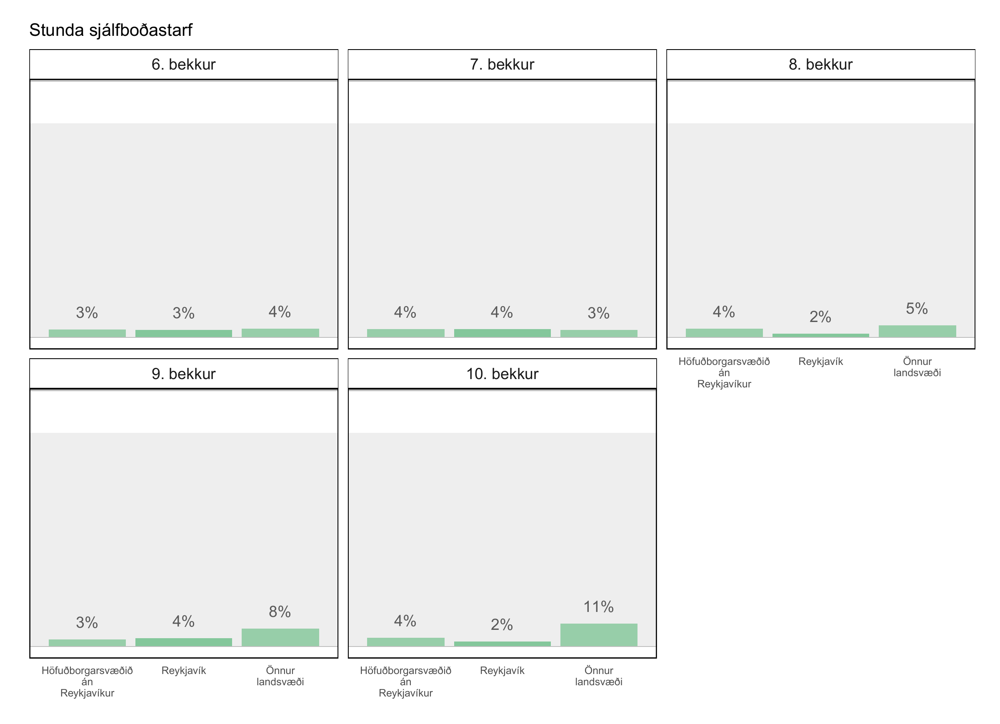 Stunda sjálfboðastarf
6. bekkur
3%
3%
4%
7. bekkur
4%
4%
3%
8. bekkur
4%
2%
5%
Höfuðborgarsvæðið
án
Reykjavíkur
Reykjavík
Önnur
landsvæði
9. bekkur
3%
4%
8%
Höfuðborgarsvæðið
án
Reykjavíkur
Reykjavík
Önnur
landsvæði
10. bekkur
4%
2%
11%
Höfuðborgarsvæðið
án
Reykjavíkur
Reykjavík
Önnur
landsvæði